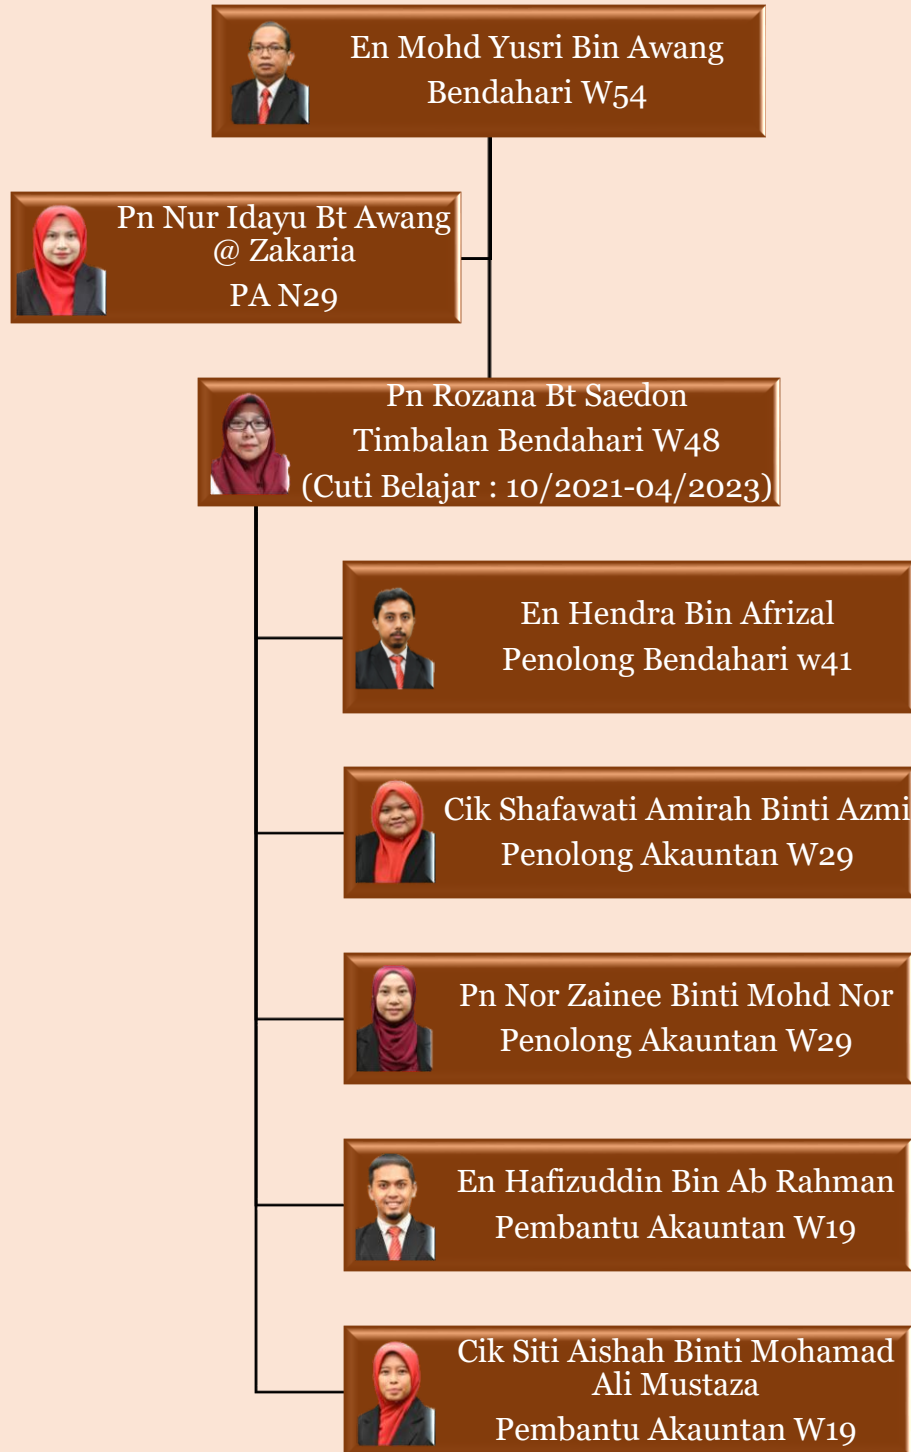 En Mohd Yusri Bin Awang
Bendahari W54
Pn Nur Idayu Bt Awang
@ Zakaria
PA N29
Pn Rozana Bt Saedon
Timbalan Bendahari W48
(Cuti Belajar : 10/2021-04/2023)
En Hendra Bin Afrizal
Penolong Bendahari w41
Cik Shafawati Amirah Binti Azmi
Penolong Akauntan W29
Pn Nor Zainee Binti Mohd Nor
Penolong Akauntan W29
En Hafizuddin Bin Ab Rahman
Pembantu Akauntan W19
Cik Siti Aishah Binti Mohamad
Ali Mustaza
Pembantu Akauntan W19